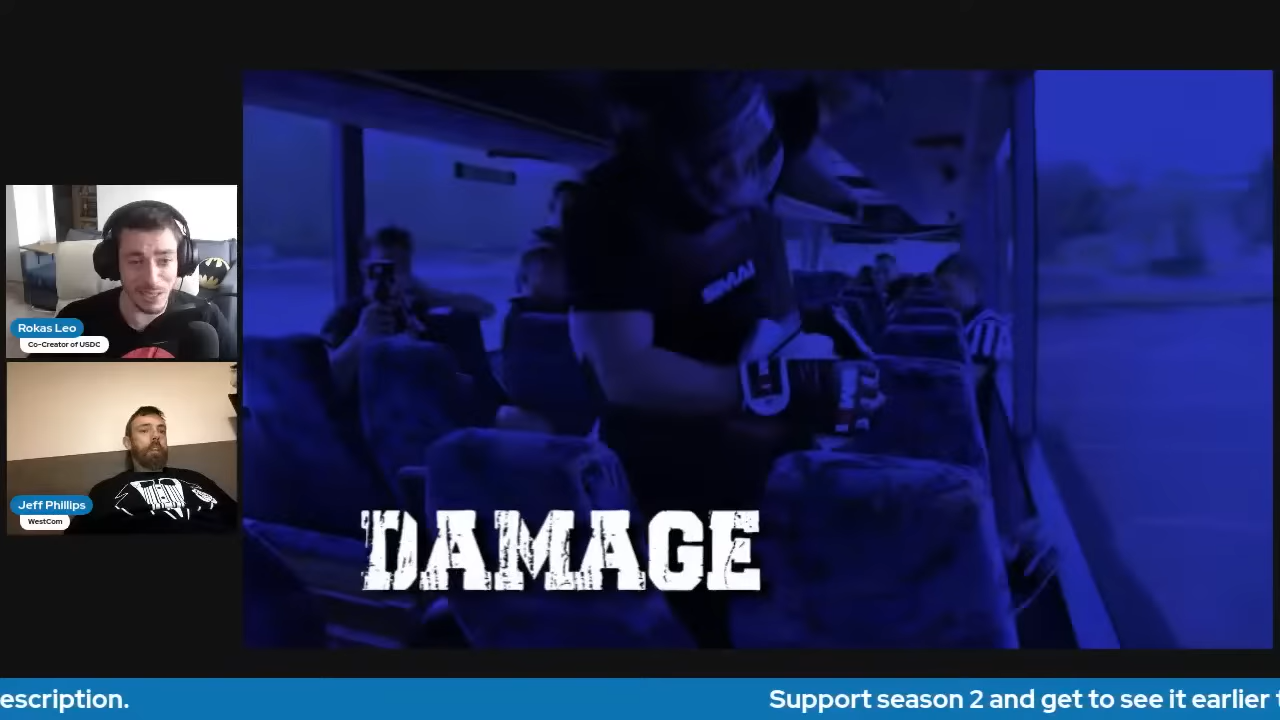 Rokas Leo
Co-Creator of USDC
Jeff Phillips
WestCom
DAMAGE
escription.
Support season 2 and get to see it earlier